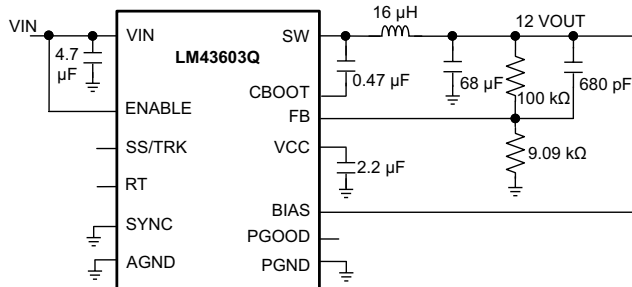 VIN
4.7
µF
VIN
ENABLE
SS/TRK
RT
SYNC
AGND
LM43603Q
SW
CBOOT
FB
VCC
BIAS
PGOOD
PGND
16 µH
0.47 µF
2.2 µF
12 VOUT
68 µF
100 kΩ
680 pF
9.09 kΩ